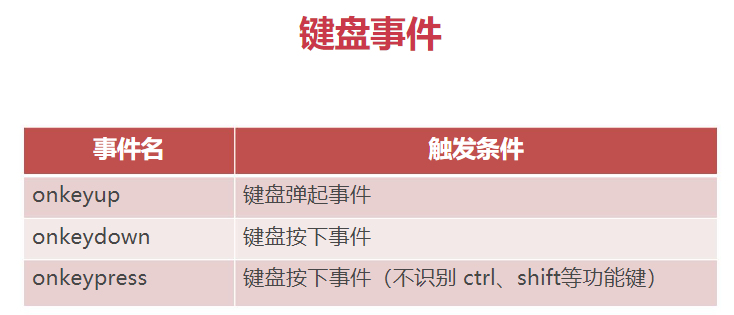 键盘事件
事件名 触发条件
onkeyup 键盘弹起事件
onkeydown 键盘按下事件
onkeypress 键盘按下事件（不识别 ctrl、shift等功能键）